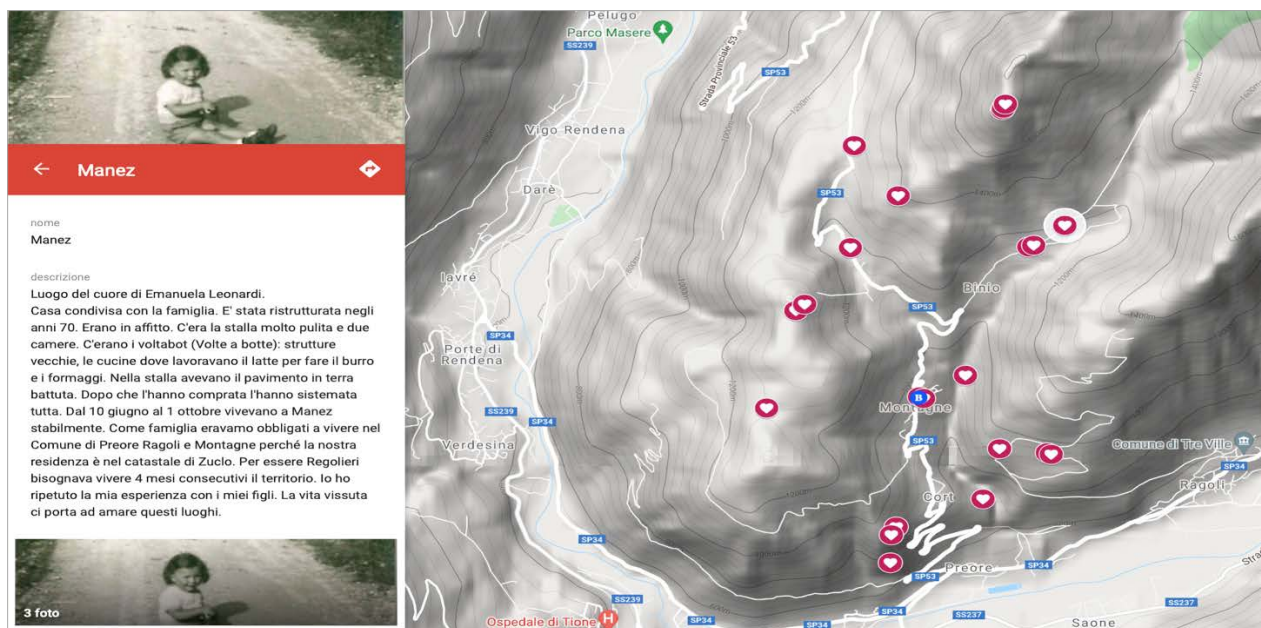 Manez
nome
Manez
descrizione
Luogo del cuore di Emanuela Leonardi.
Casa condivisa con la famiglia. E' stata ristrutturata negli
anni 70. Erano in affitto. C'era la stalla molto pulita e due
camere. C'erano i voltabot (Volte a botte): strutture
vecchie, le cucine dove lavoravano il latte per fare il burro
e i formaggi. Nella stalla avevano il pavimento in terra
battuta. Dopo che l'hanno comprata l'hanno sistemata
tutta. Dal 10 giugno al 1 ottobre vivevano a Manez
stabilmente. Come famiglia eravamo obbligati a vivere nel
Comune di Preore Ragoli e Montagne perché la nostra
residenza è nel catastale di Zuclo. Per essere Regolieri
bisognava vivere 4 mesi consecutivi il territorio. Io ho
ripetuto la mia esperienza con i miei figli. La vita vissuta
ci porta ad amare questi luoghi.
3 foto
Pelugo
Parco Masere
SS239
Strada Provinciale 53
SP53
Vigo Rendena
Darè
SP53
Iavré
Binio
SP53
SP34
Porte di
Rendena
B
Montagne
SS239
SP34
Verdesina
SP53
Comune di Tre Ville
SP34
Ragoli
Cort
SP34
Preore
SP53
SP34
SS239
Ospedale di Tione
H
SP34
SP34
SS237
SS237
Saone